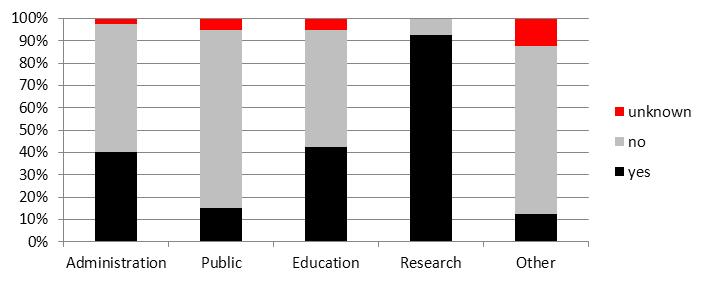 100%
90%
80%
70%
60%
50%
40%
30%
20%
10%
0%
Administration Public Education Research Other
unknown
no
yes